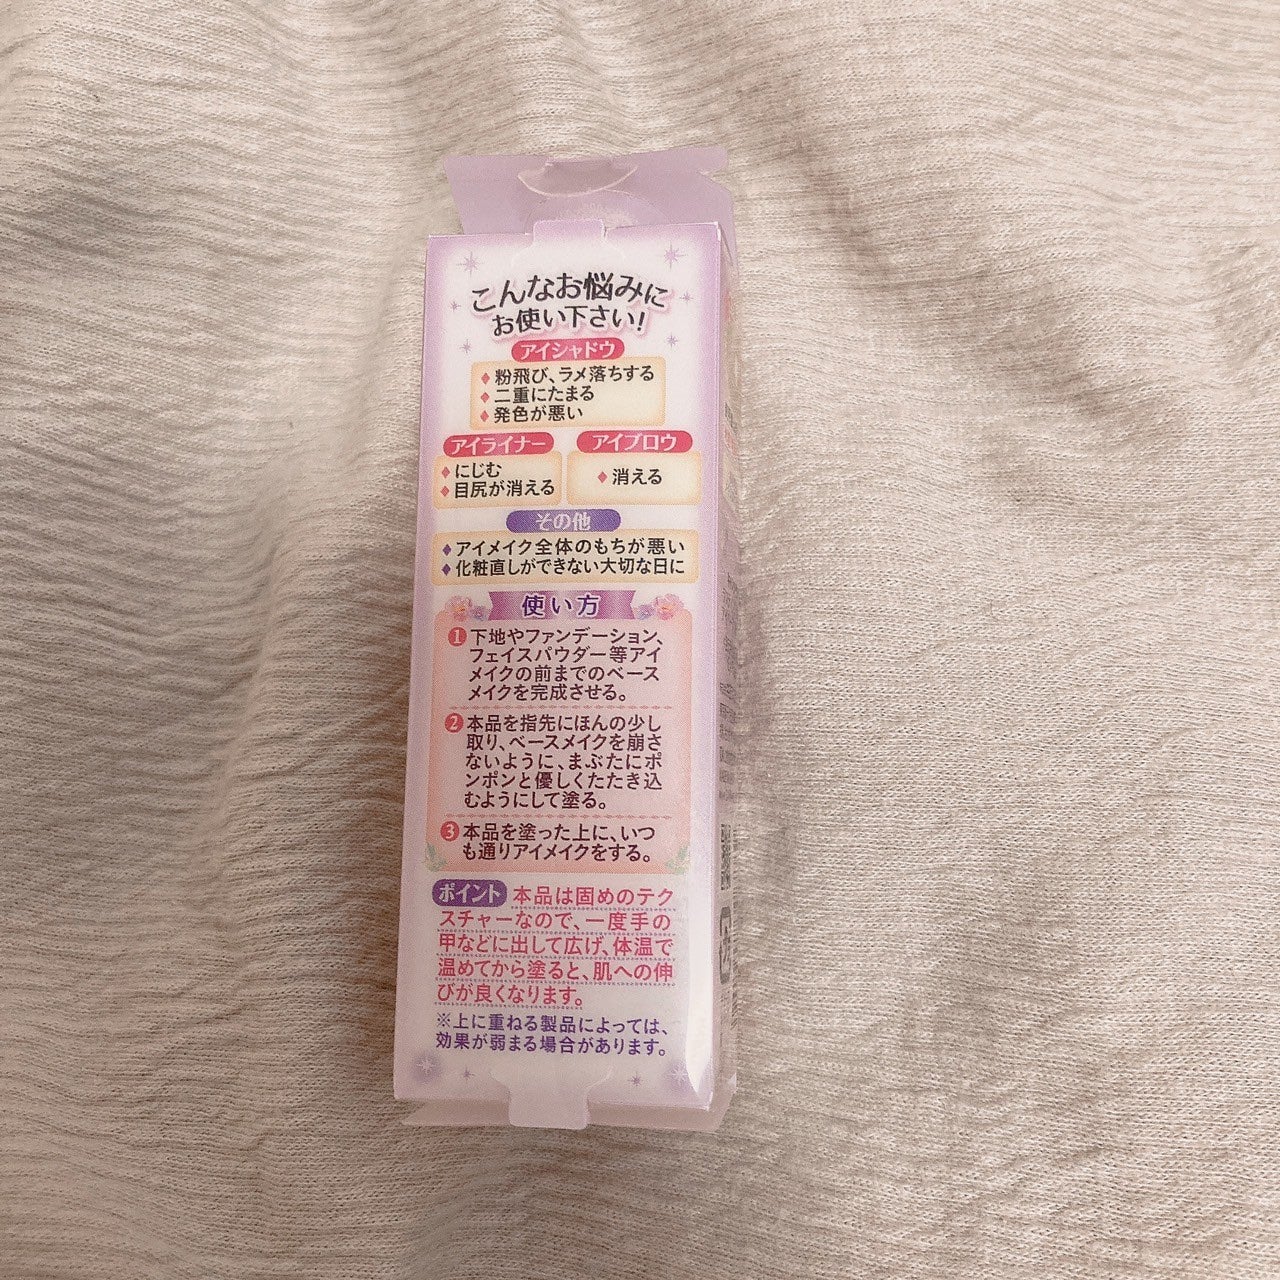 こんなお悩みに
お使い下さい!
アイシャドウ
粉飛び、ラメ落ちする
二重にたまる
発色が悪い
アイライナー
にじむ
目尻が消える
アイブロウ
消える
その他
アイメイク全体のもちが悪い
化粧直しができない大切な日に
使い方
1 下地やファンデーション、
フェイスパウダー等アイ
メイクの前までのベース
メイクを完成させる。
2 本品を指先にほんの少し
取り、ベースメイクを崩さ
ないように、まぶたにポ
ンポンと優しくたたき込
むようにして塗る。
3 本品を塗った上に、いつ
も通りアイメイクをする。
ポイント 本品は固めのテク
スチャーなので、一度手の
甲などに出して広げ、体温で
温めてから塗ると、肌への伸
びが良くなります。
※上に重ねる製品によっては、
効果が弱まる場合があります。